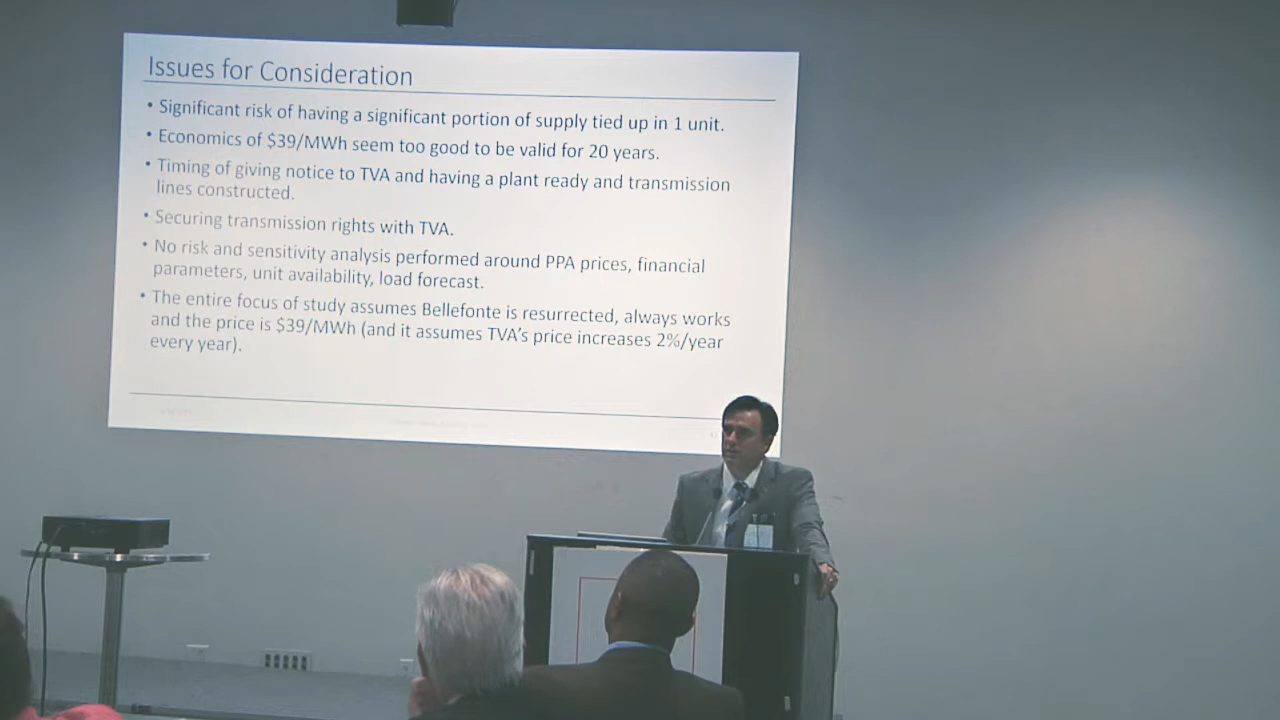 Issues for Consideration
• Significant risk of having a significant portion of supply tied up in 1 unit.
• Economics of $39/MWh seem too good to be valid for 20 years.
• Timing of giving notice to TVA and having a plant ready and transmission
lines constructed.
• Securing transmission rights with TVA.
• No risk and sensitivity analysis performed around PPA prices, financial
parameters, unit availability, load forecast.
• The entire focus of study assumes Bellefonte is resurrected, always works
and the price is $39/MWh (and it assumes TVA's price increases 2%/year
every year).